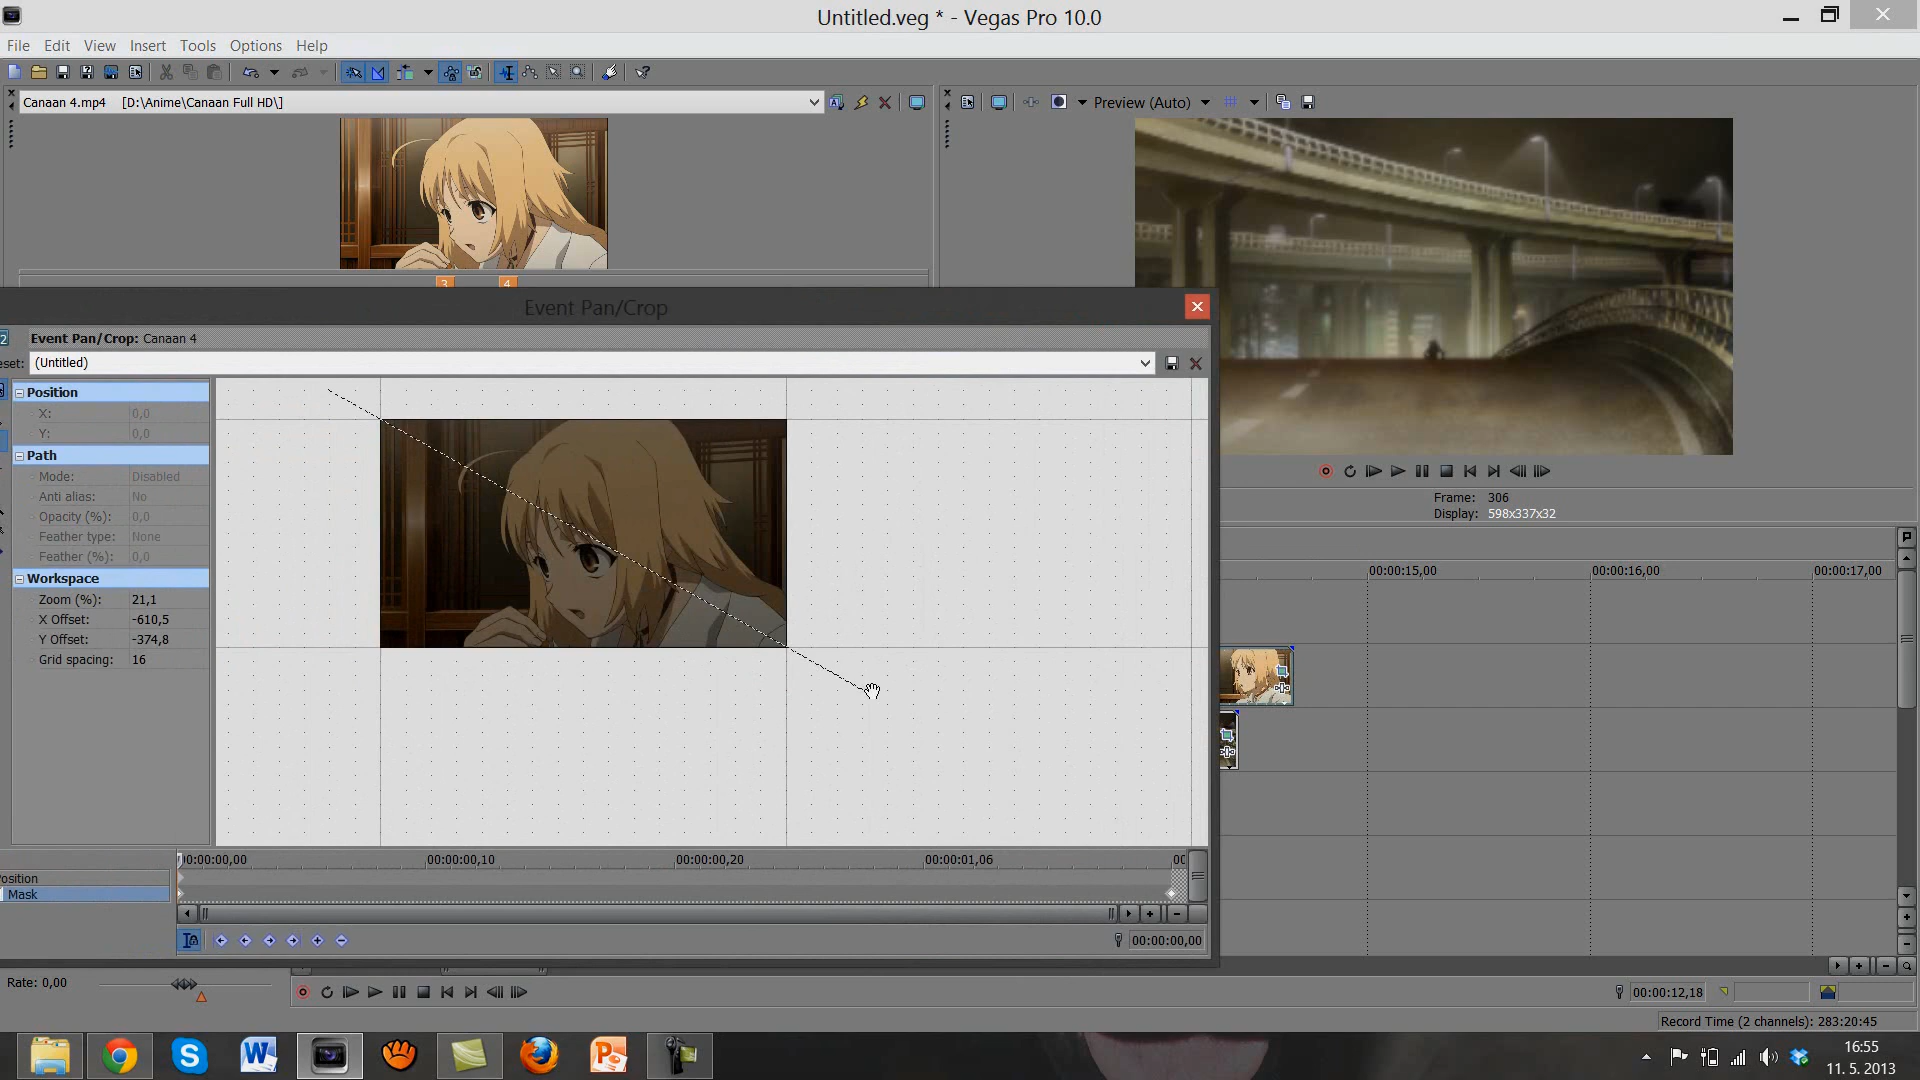 Untitled.veg * - Vegas Pro 10.0
File Edit View Insert Tools Options Help
Canaan 4.mp4 [D:\Anime\Canaan Full HD\]
Preview (Auto)
3 4
Event Pan/Crop
Event Pan/Crop: Canaan 4
(Untitled)
Position
X: 0,0
Y: 0,0
Path
Mode: Disabled
Anti alias: No
Opacity (%): 0,0
Feather type: None
Feather (%): 0,0
Workspace
Zoom (%): 21,1
X Offset: -610,5
Y Offset: -374,8
Grid spacing: 16
Frame: 306
Display: 598x337x32
00:00:15,00 00:00:16,00 00:00:17,00
00:00:00,00 00:00:00,10 00:00:00,20 00:00:01,06 00
osition
Mask
00:00:00,00
Rate: 0,00
00:00:12,18
Record Time (2 channels): 283:20:45
16:55
11. 5. 2013